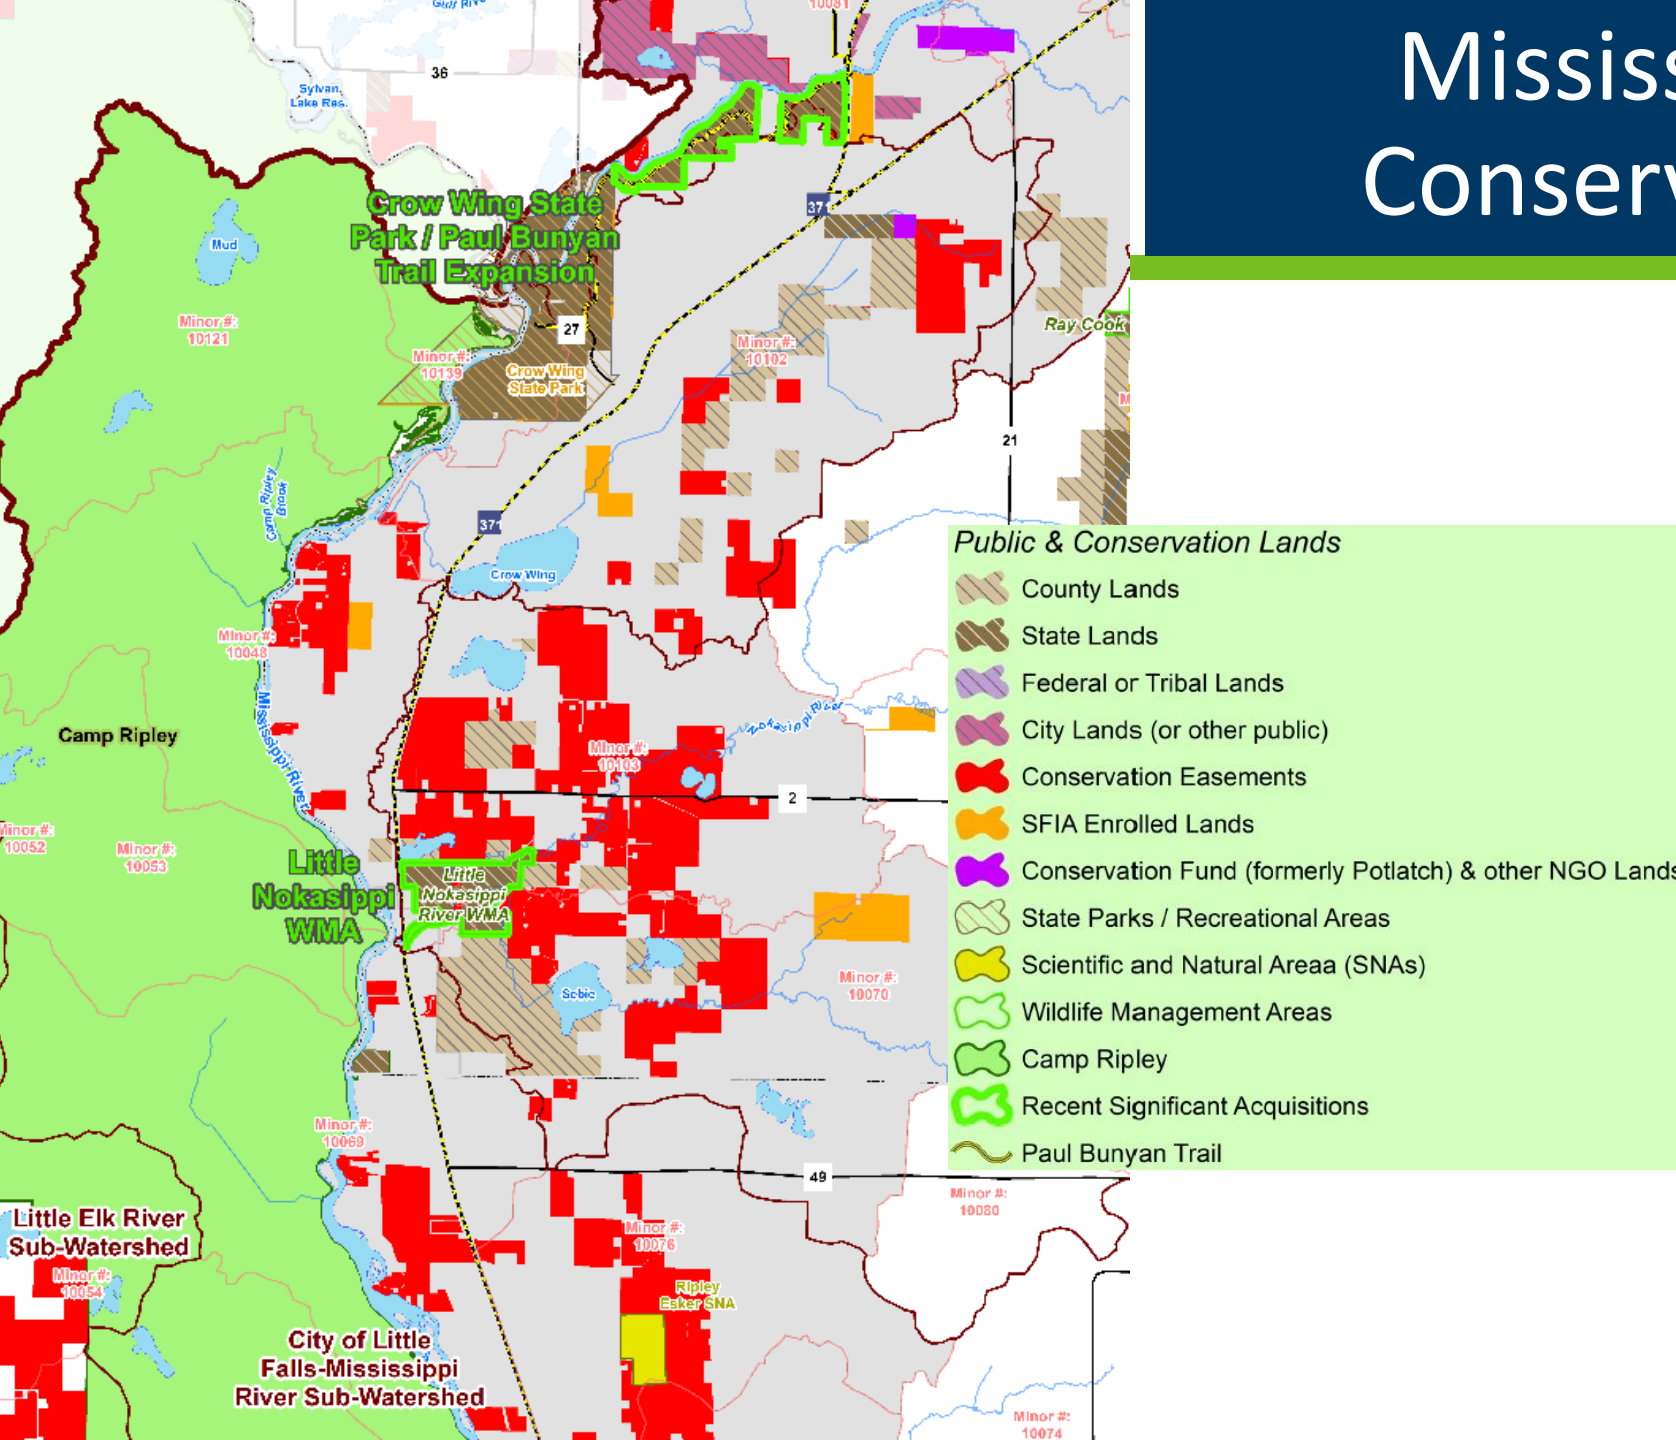 Mississ
Conserv
Gull Riv
10081
36
Sylvan
Lake Res.
371
Crow Wing State
Park / Paul Bunyan
Trail Expansion
Mud
Minor #:
10121
27
Minor #:
10139
Crow Wing
State Park
Minor #:
10102
Ray Cook
M
21
Camp Ripley
Brook
371
Crow Wing
Minor #:
10048
Mississippi River
Camp Ripley
Nokasippi River
Minor #:
10103
2
Minor #:
10052
Minor #:
10053
Little
Nokasippi
WMA
Little
Nokasippi
River WMA
Sebie
Minor #:
10070
Minor #:
10069
49
Minor #:
10080
Little Elk River
Sub-Watershed
Minor #:
10054
Minor #:
10076
Ripley
Esker SNA
City of Little
Falls-Mississippi
River Sub-Watershed
Minor #:
10074
Public & Conservation Lands
County Lands
State Lands
Federal or Tribal Lands
City Lands (or other public)
Conservation Easements
SFIA Enrolled Lands
Conservation Fund (formerly Potlatch) & other NGO Lands
State Parks / Recreational Areas
Scientific and Natural Areaa (SNAs)
Wildlife Management Areas
Camp Ripley
Recent Significant Acquisitions
Paul Bunyan Trail